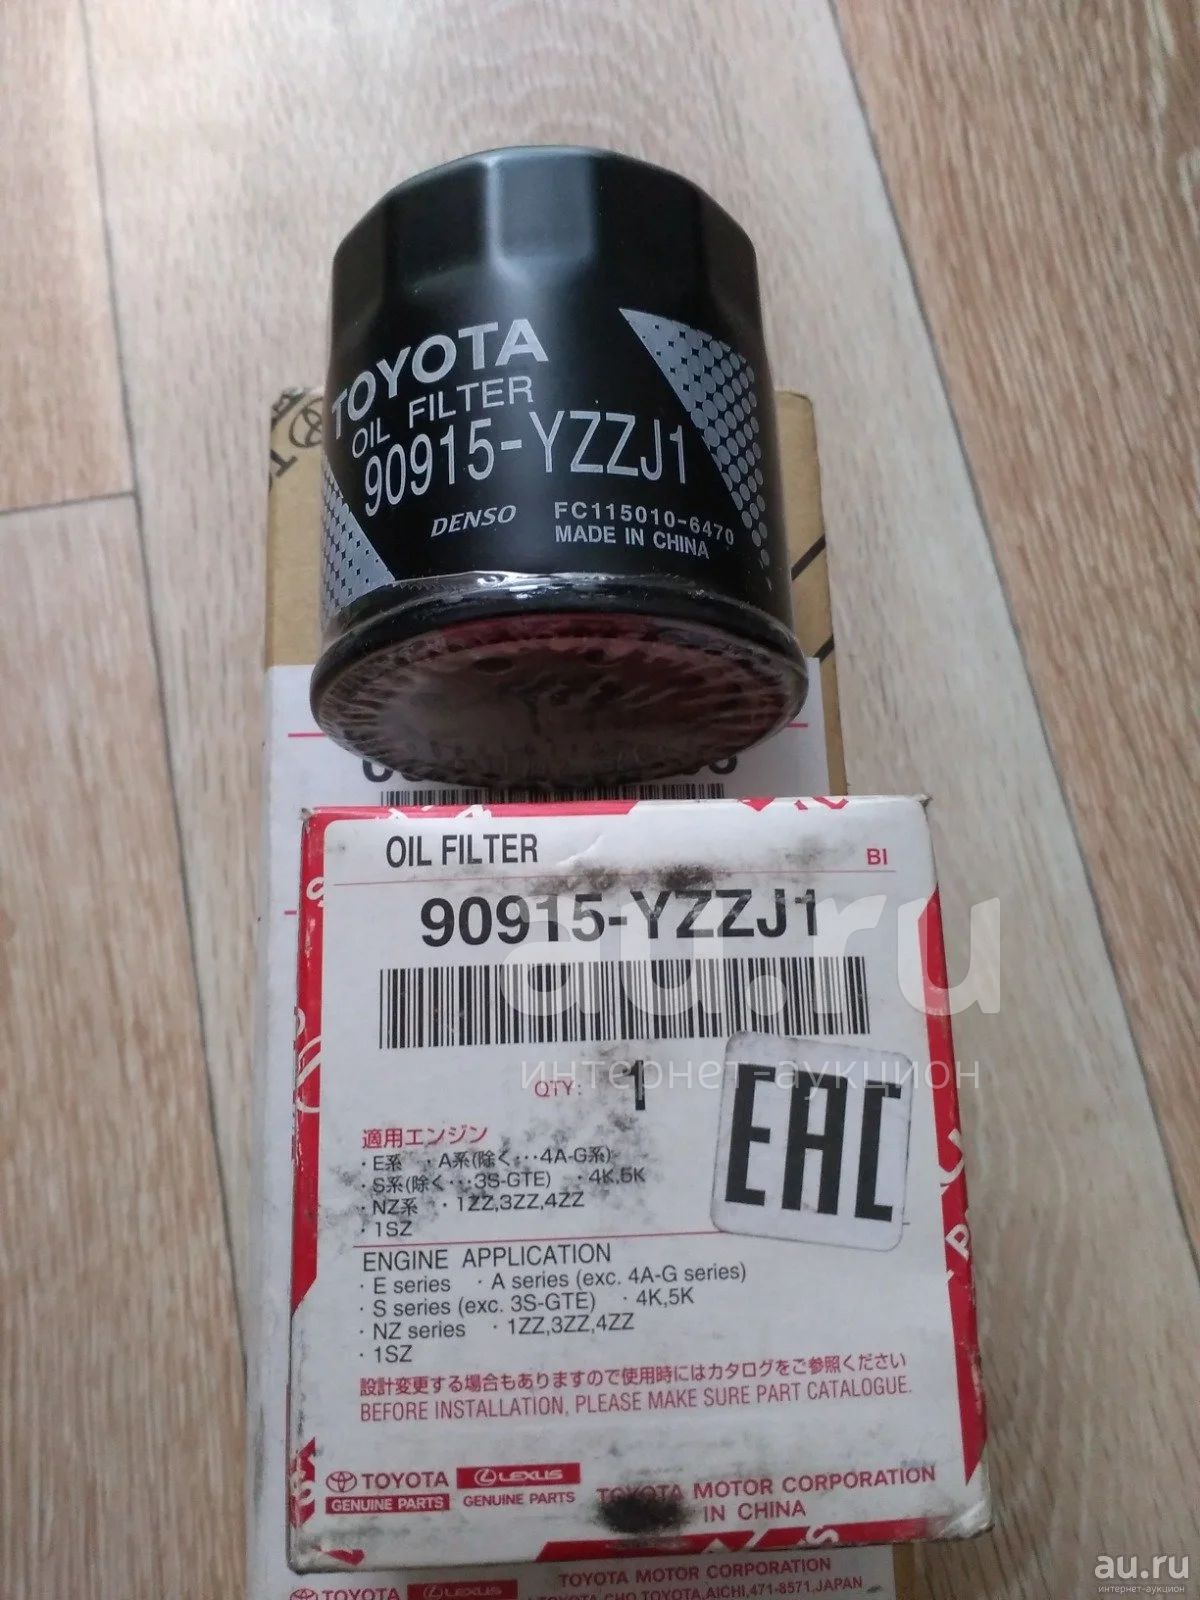 TOYOTA
OIL FILTER
90915-YZZJ1
DENSO
FC115010-6470
MADE IN CHINA
OIL FILTER
BI
90915-YZZJ1
au.ru
интернет-аукцион
QTY: 1
EAC
適用エンジン
・E系 ・A系(除く…4A-G系)
・S系(除く…3S-GTE) ・4K,5K
・NZ系 ・1ZZ,3ZZ,4ZZ
・1SZ
ENGINE APPLICATION
・E series ・A series (exc. 4A-G series)
・S series (exc. 3S-GTE) ・4K,5K
・NZ series ・1ZZ,3ZZ,4ZZ
・1SZ
設計変更する場合もありますので使用時にはカタログをご参照ください
BEFORE INSTALLATION, PLEASE MAKE SURE PART CATALOGUE.
TOYOTA
GENUINE PARTS
LEXUS
GENUINE PARTS
TOYOTA MOTOR CORPORATION
IN CHINA
TOYOTA
LEXUS
TOYOTA MOTOR CORPORATION
TOYOTA,AICHI,471-8571,JAPAN
au.ru
интернет-аукцион